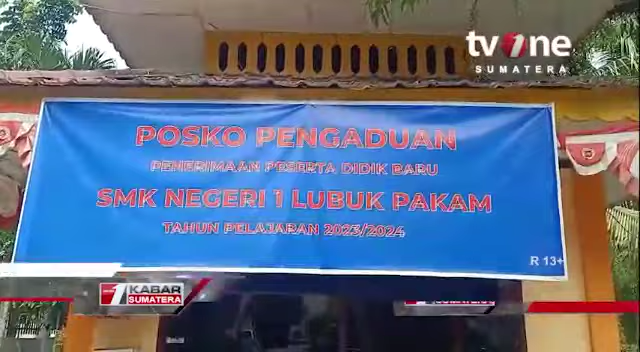 tvOne
SUMATERA
POSKO PENGADUAN
PENERIMAAN PESERTA DIDIK BARU
SMK NEGERI 1 LUBUK PAKAM
TAHUN PELAJARAN 2023/2024
R 13+
KABAR
SUMATERA
SUMATERA